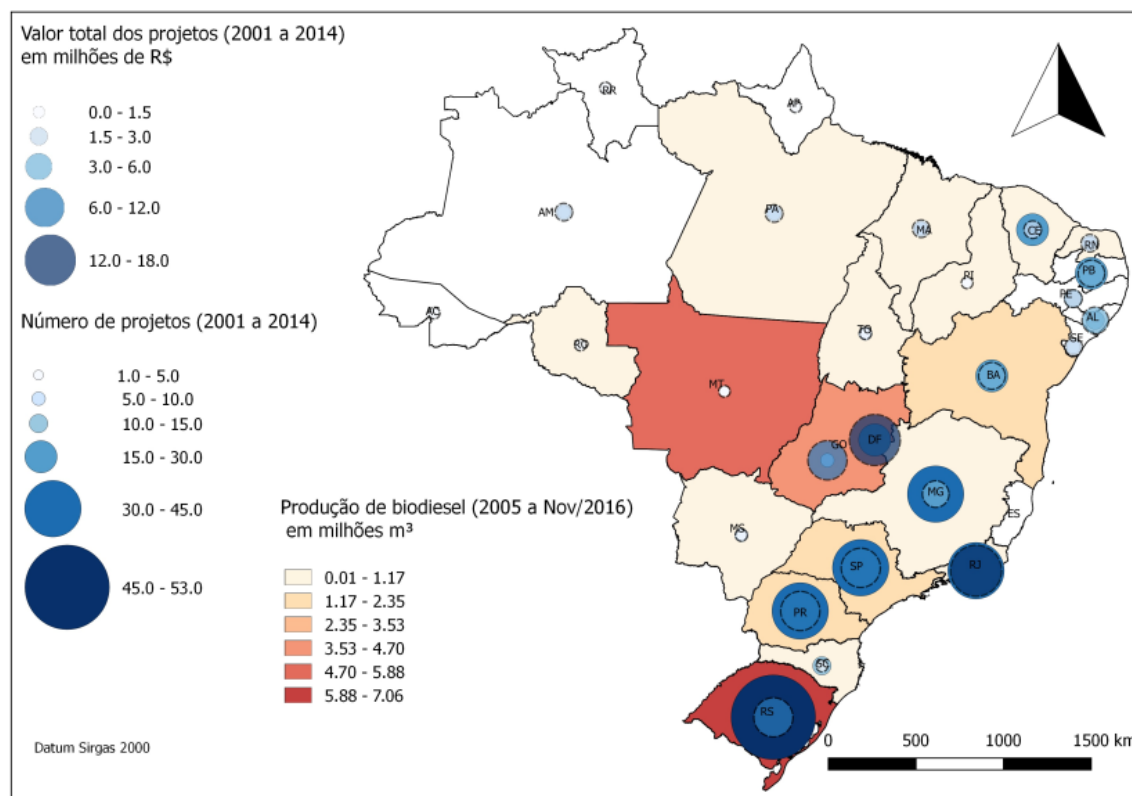 Valor total dos projetos (2001 a 2014)
em milhões de R$
0.0 - 1.5
1.5 - 3.0
3.0 - 6.0
6.0 - 12.0
12.0 - 18.0
Número de projetos (2001 a 2014)
1.0 - 5.0
5.0 - 10.0
10.0 - 15.0
15.0 - 30.0
30.0 - 45.0
45.0 - 53.0
Produção de biodiesel (2005 a Nov/2016)
em milhões m³
0.01 - 1.17
1.17 - 2.35
2.35 - 3.53
3.53 - 4.70
4.70 - 5.88
5.88 - 7.06
Datum Sirgas 2000
RR
AP
AM
PA
MA
CE
RN
PB
PI
PE
AL
SE
AC
RO
TO
BA
MT
GO
DF
MG
ES
MS
SP
RJ
PR
SC
RS
0
500
1000
1500 km